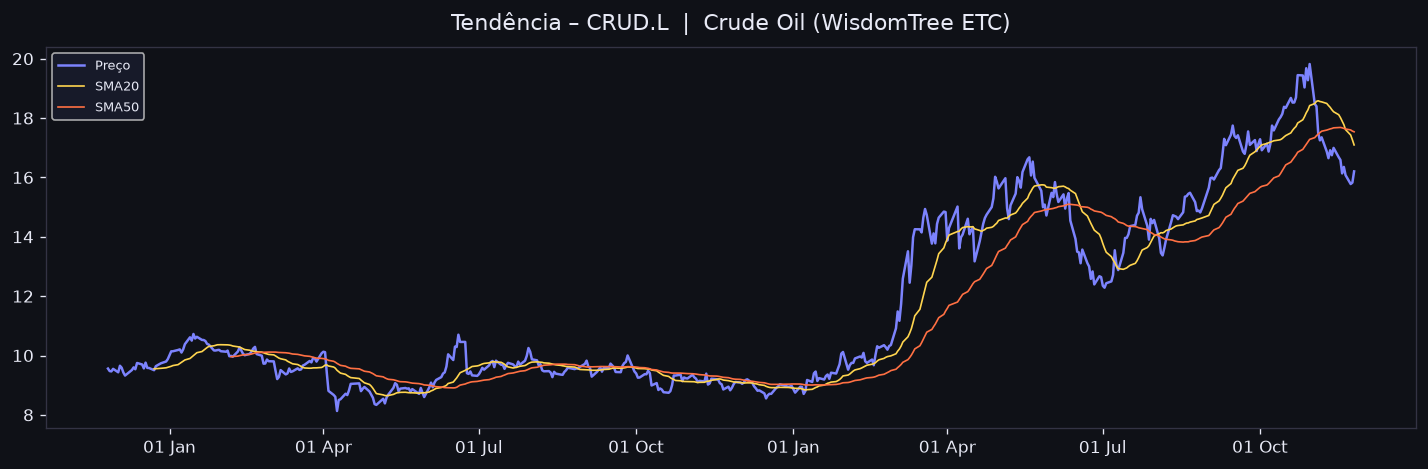 Tendência – CRUD.L | Crude Oil (WisdomTree ETC)
Preço
SMA20
SMA50
20
18
16
14
12
10
8
01 Jan 01 Apr 01 Jul 01 Oct 01 Jan 01 Apr 01 Jul 01 Oct